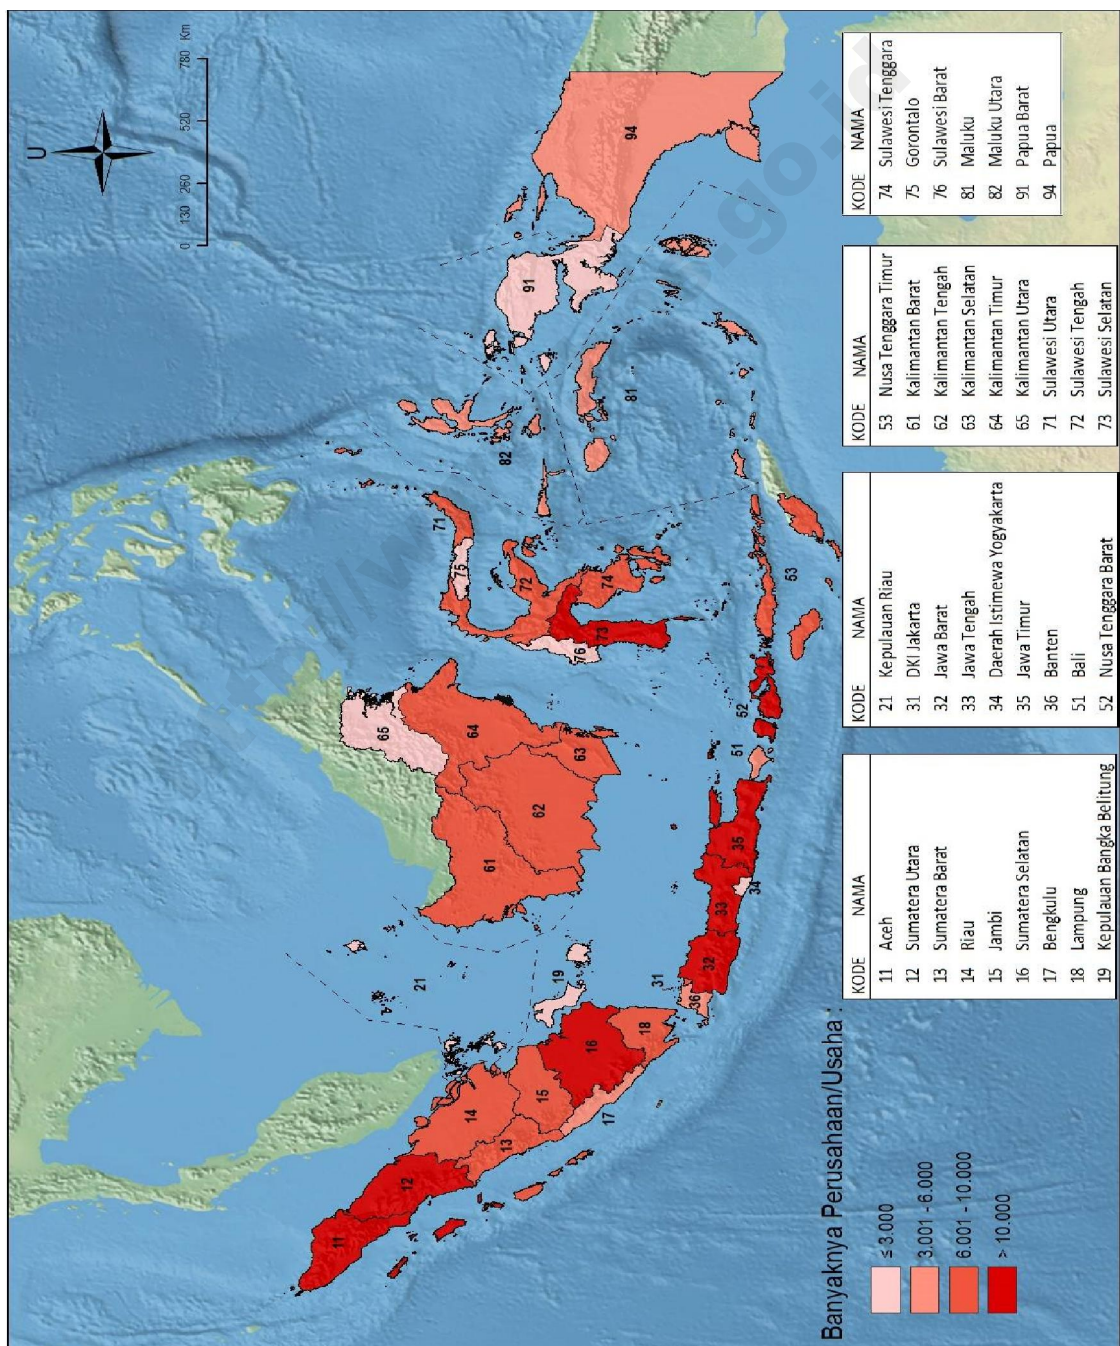 U
0 130 260 520 780 Km
11
12
13
14
15
16
17
18
19
21
31
32
33
34
35
36
51
52
53
61
62
63
64
65
71
72
73
74
75
76
81
82
91
94
go.id
Banyaknya Perusahaan/Usaha :
≤ 3.000
3.001 - 6.000
6.001 - 10.000
> 10.000
KODE NAMA
11 Aceh
12 Sumatera Utara
13 Sumatera Barat
14 Riau
15 Jambi
16 Sumatera Selatan
17 Bengkulu
18 Lampung
19 Kepulauan Bangka Belitung
KODE NAMA
21 Kepulauan Riau
31 DKI Jakarta
32 Jawa Barat
33 Jawa Tengah
34 Daerah Istimewa Yogyakarta
35 Jawa Timur
36 Banten
51 Bali
52 Nusa Tenggara Barat
KODE NAMA
53 Nusa Tenggara Timur
61 Kalimantan Barat
62 Kalimantan Tengah
63 Kalimantan Selatan
64 Kalimantan Timur
65 Kalimantan Utara
71 Sulawesi Utara
72 Sulawesi Tengah
73 Sulawesi Selatan
KODE NAMA
74 Sulawesi Tenggara
75 Gorontalo
76 Sulawesi Barat
81 Maluku
82 Maluku Utara
91 Papua Barat
94 Papua